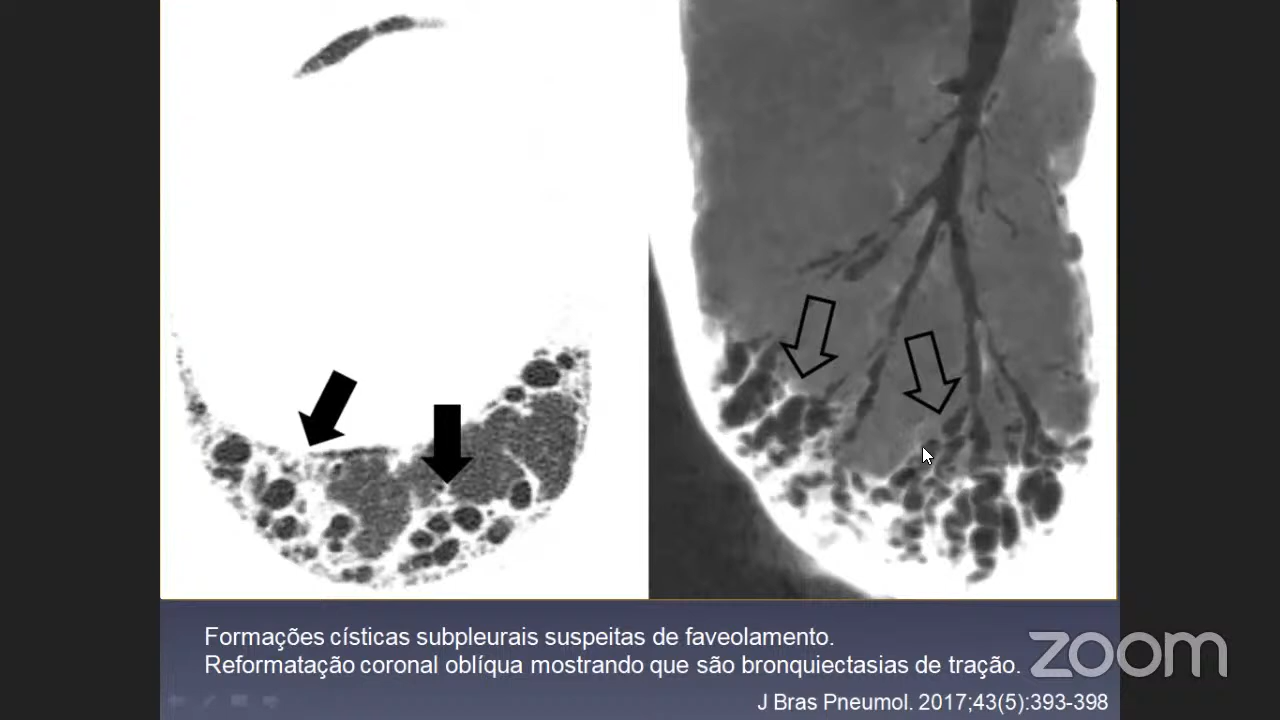 Formações císticas subpleurais suspeitas de faveolamento.
Reformatação coronal oblíqua mostrando que são bronquiectasias de tração.
zoom
J Bras Pneumol. 2017;43(5):393-398